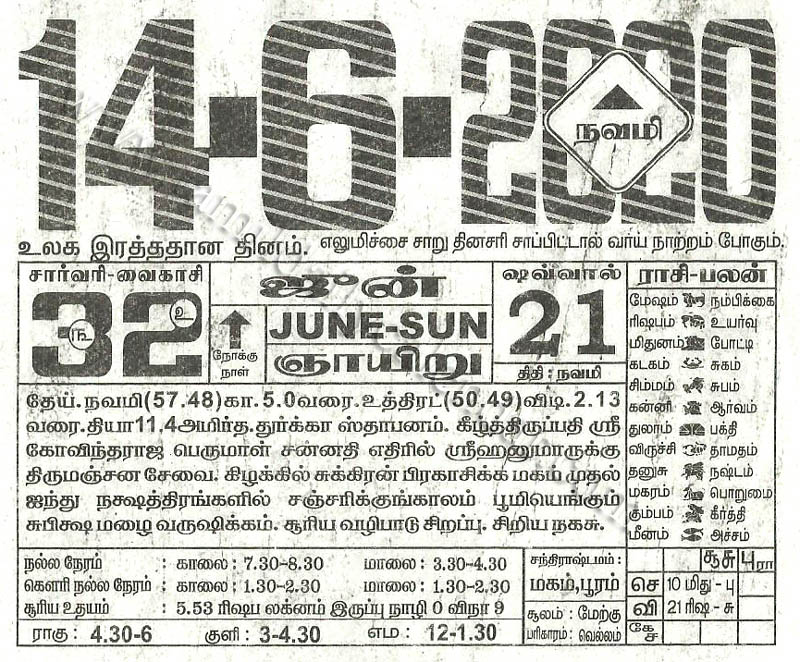 14-6-2020
நவமி
உலக இரத்ததான தினம். எலுமிச்சை சாறு தினசரி சாப்பிட்டால் வாய் நாற்றம் போகும்.
சார்வரி-வைகாசி
32
௩ உ
நோக்கு
நாள்
ஜுன்
JUNE-SUN
ஞாயிறு
ஷவ்வால்
21
திதி : நவமி
ராசி-பலன்
மேஷம் நம்பிக்கை
ரிஷபம் உயர்வு
மிதுனம் போட்டி
கடகம் சுகம்
சிம்மம் சுபம்
கன்னி ஆர்வம்
துலாம் பக்தி
விருச்சி தாமதம்
தனுசு நஷ்டம்
மகரம் பொறுமை
கும்பம் கீர்த்தி
மீனம் அச்சம்
தேய்.நவமி(57.48)கா.5.0வரை.உத்திரட்(50.49)விடி.2.13
வரை.தியா11,4அமிர்த.துர்க்கா ஸ்தாபனம். கீழ்த்திருப்பதி ஸ்ரீ
கோவிந்தராஜ பெருமாள் சன்னதி எதிரில் ஸ்ரீஹனுமாருக்கு
திருமஞ்சன சேவை. கிழக்கில் சுக்கிரன் பிரகாசிக்க மகம் முதல்
ஐந்து நக்ஷத்திரங்களில் சஞ்சரிக்குங்காலம் பூமியெங்கும்
சுபிக்ஷ மழை வருஷிக்கம். சூரிய வழிபாடு சிறப்பு. சிறிய நகசு.
நல்ல நேரம் : காலை : 7.30-8.30 மாலை : 3.30-4.30
கௌரி நல்ல நேரம் : காலை : 1.30-2.30 மாலை : 1.30-2.30
சூரிய உதயம் : 5.53 ரிஷப லக்னம் இருப்பு நாழி 0 விநா 9
ராகு : 4.30-6 குளி : 3-4.30 எம : 12-1.30
சந்திராஷ்டமம் :
மகம்,பூரம்
சூலம் : மேற்கு
பரிகாரம் : வெல்லம்
சூசு பு ரா
செ 10 மிது - பு
வி 21 ரிஷ - சு
கே